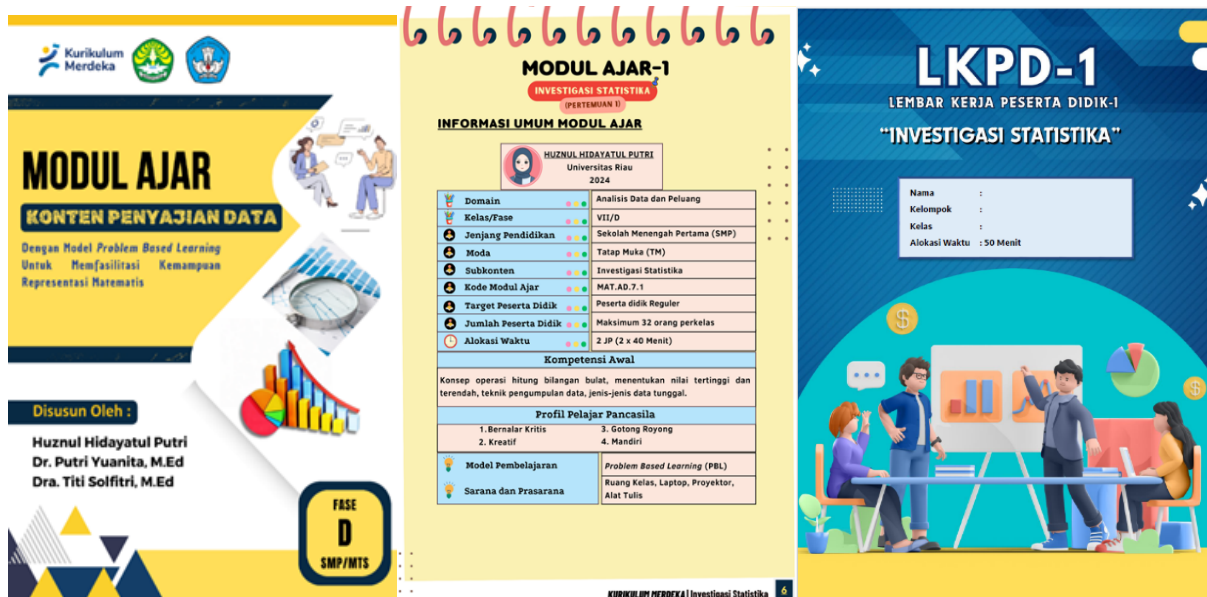 Kurikulum
Merdeka
MODUL AJAR
KONTEN PENYAJIAN DATA
Dengan Model Problem Based Learning
Untuk Memfasilitasi Kemampuan
Representasi Matematis
Disusun Oleh :
Huznul Hidayatul Putri
Dr. Putri Yuanita, M.Ed
Dra. Titi Solfitri, M.Ed
FASE
D
SMP/MTS
MODUL AJAR-1
INVESTIGASI STATISTIKA
(PERTEMUAN 1)
INFORMASI UMUM MODUL AJAR
HUZNUL HIDAYATUL PUTRI
Universitas Riau
2024
Domain Analisis Data dan Peluang
Kelas/Fase VII/D
Jenjang Pendidikan Sekolah Menengah Pertama (SMP)
Moda Tatap Muka (TM)
Subkonten Investigasi Statistika
Kode Modul Ajar MAT.AD.7.1
Target Peserta Didik Peserta didik Reguler
Jumlah Peserta Didik Maksimum 32 orang perkelas
Alokasi Waktu 2 JP (2 x 40 Menit)
Kompetensi Awal
Konsep operasi hitung bilangan bulat, menentukan nilai tertinggi dan
terendah, teknik pengumpulan data, jenis-jenis data tunggal.
Profil Pelajar Pancasila
1.Bernalar Kritis 3. Gotong Royong
2. Kreatif 4. Mandiri
Model Pembelajaran Problem Based Learning (PBL)
Sarana dan Prasarana Ruang Kelas, Laptop, Proyektor,
Alat Tulis
KURIKULUM MERDEKA | Investigasi Statistika 6
LKPD-1
LEMBAR KERJA PESERTA DIDIK-1
"INVESTIGASI STATISTIKA"
Nama :
Kelompok :
Kelas :
Alokasi Waktu : 50 Menit